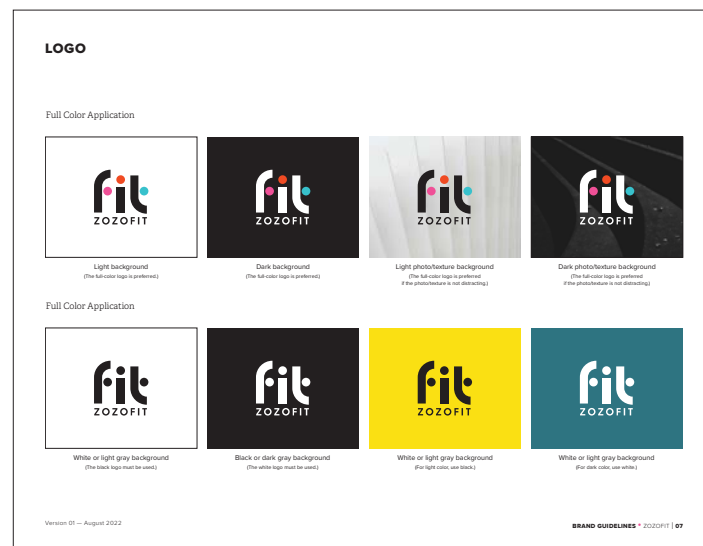 LOGO
Full Color Application
fit
ZOZOFIT
fit
ZOZOFIT
fit
ZOZOFIT
fit
ZOZOFIT
Light background
(The full-color logo is preferred.)
Dark background
(The full-color logo is preferred.)
Light photo/texture background
(The full-color logo is preferred
if the photo/texture is not distracting.)
Dark photo/texture background
(The full-color logo is preferred
if the photo/texture is not distracting.)
Full Color Application
fit
ZOZOFIT
fit
ZOZOFIT
fit
ZOZOFIT
fit
ZOZOFIT
White or light gray background
(The black logo must be used.)
Black or dark gray background
(The white logo must be used.)
White or light gray background
(For light color, use black.)
White or light gray background
(For dark color, use white.)
Version 01 — August 2022
BRAND GUIDELINES * ZOZOFIT | 07